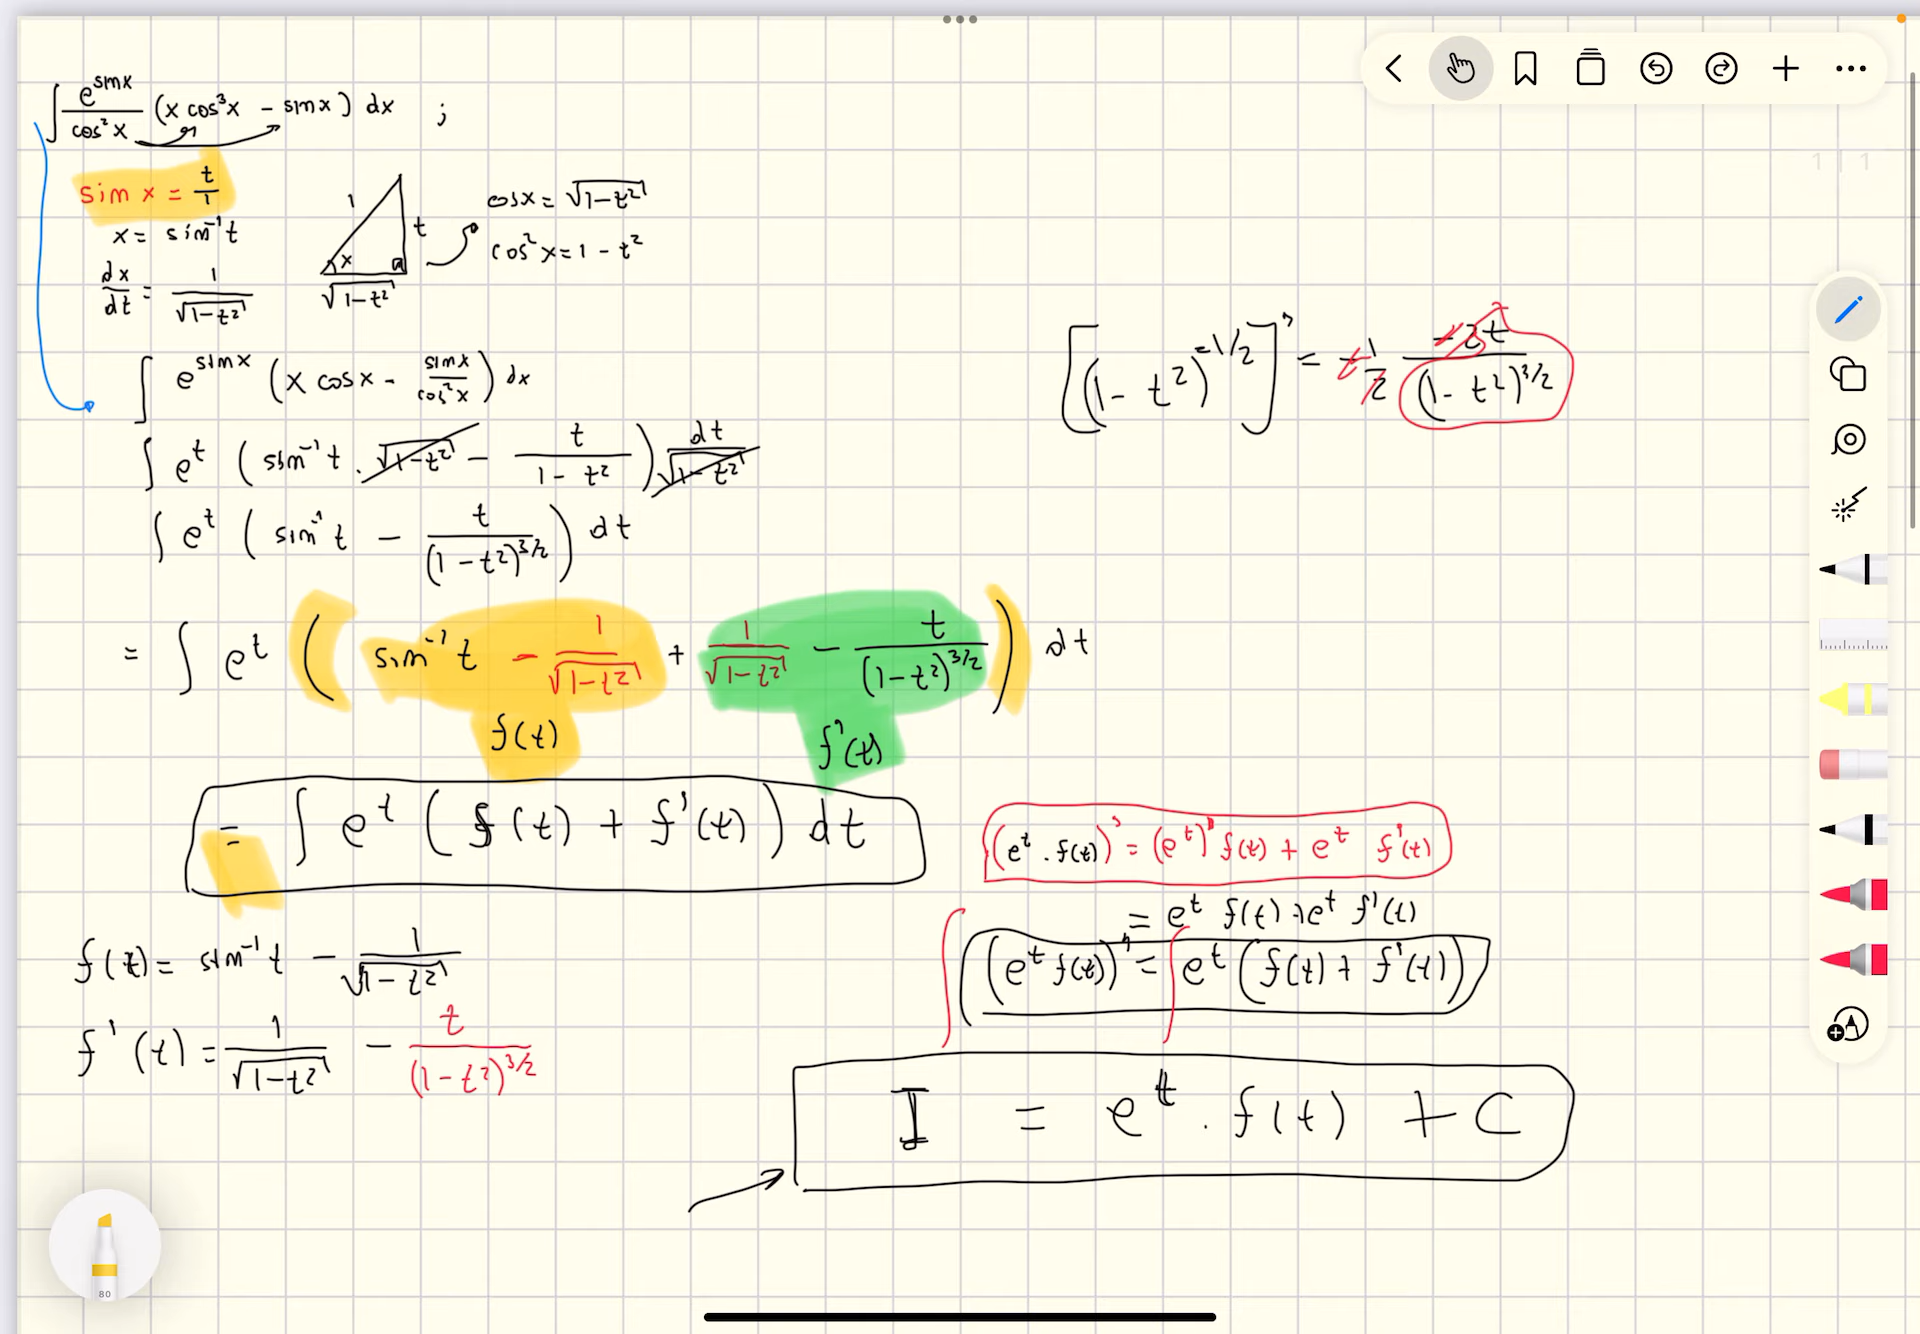 ∫ e^sinx / cos²x (x cos³x - sinx) dx ;
sin x = t/1
x = sin⁻¹t
dx/dt = 1/√(1-t²)
1
t
x
√(1-t²)
cosx = √(1-t²)
cos²x = 1 - t²
∫ e^sinx (x cosx - sinx/cos²x) dx
∫ e^t (sin⁻¹t . √(1-t²) - t/(1-t²)) dt/√(1-t²)
∫ e^t (sin⁻¹t - t/(1-t²)^3/2) dt
= ∫ e^t ( sin⁻¹t - 1/√(1-t²) + 1/√(1-t²) - t/(1-t²)^3/2 ) dt
f(t) f'(t)
= ∫ e^t ( f(t) + f'(t) ) dt
f(t) = sin⁻¹t - 1/√(1-t²)
f'(t) = 1/√(1-t²) - t/(1-t²)^3/2
[(1-t²)^-1/2]' = -1/2 -2t/(1-t²)^3/2
(e^t . f(t))' = (e^t)' f(t) + e^t f'(t)
= e^t f(t) + e^t f'(t)
∫ (e^t f(t))' = ∫ e^t (f(t) + f'(t))
I = e^t . f(t) + C
1 | 1
80